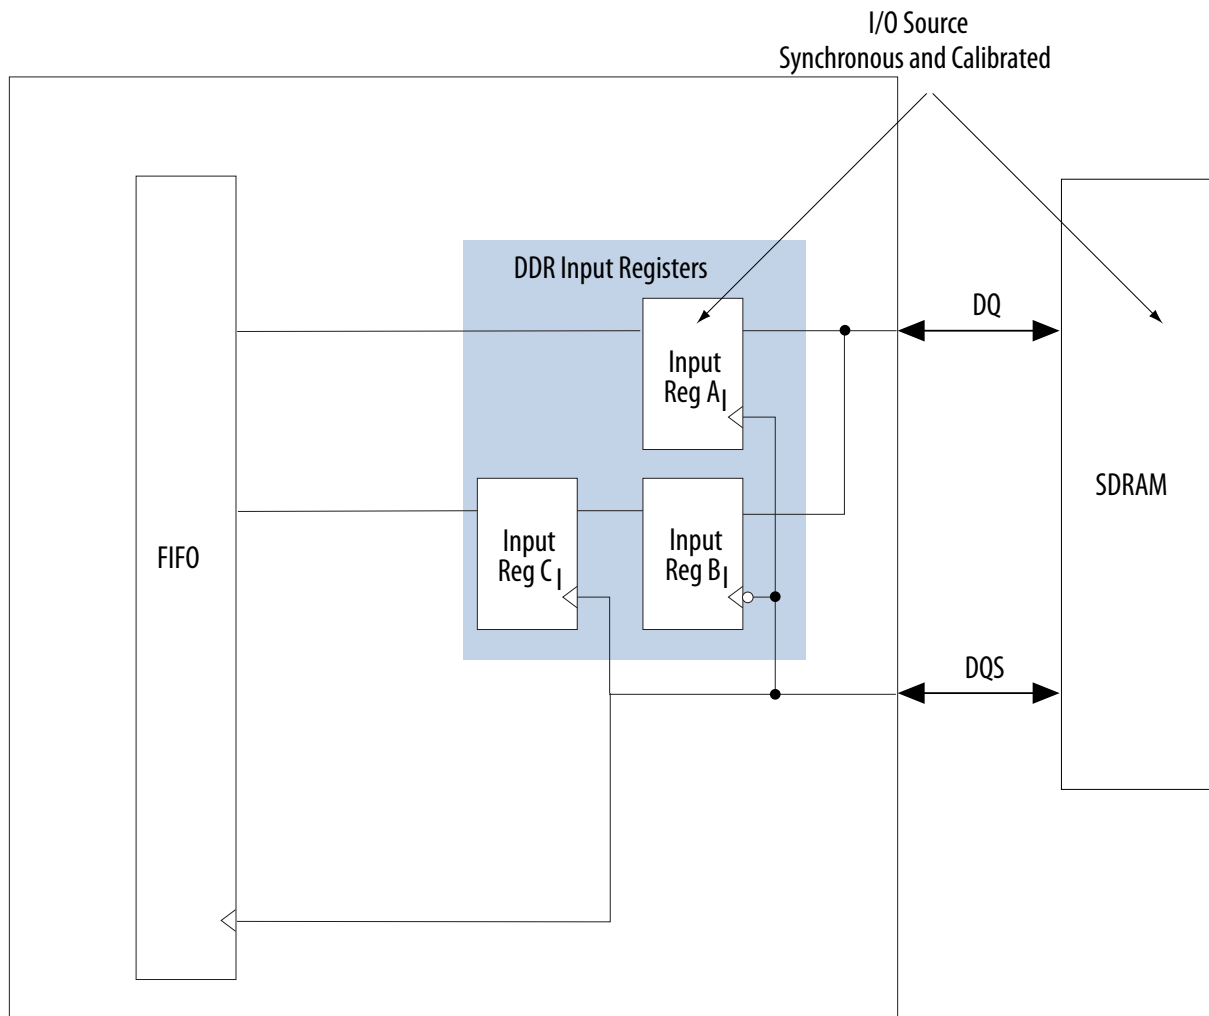 I/O Source
Synchronous and Calibrated
DDR Input Registers
DQ
Input
Reg A I
SDRAM
FIFO
Input
Reg C I
Input
Reg B I
DQS